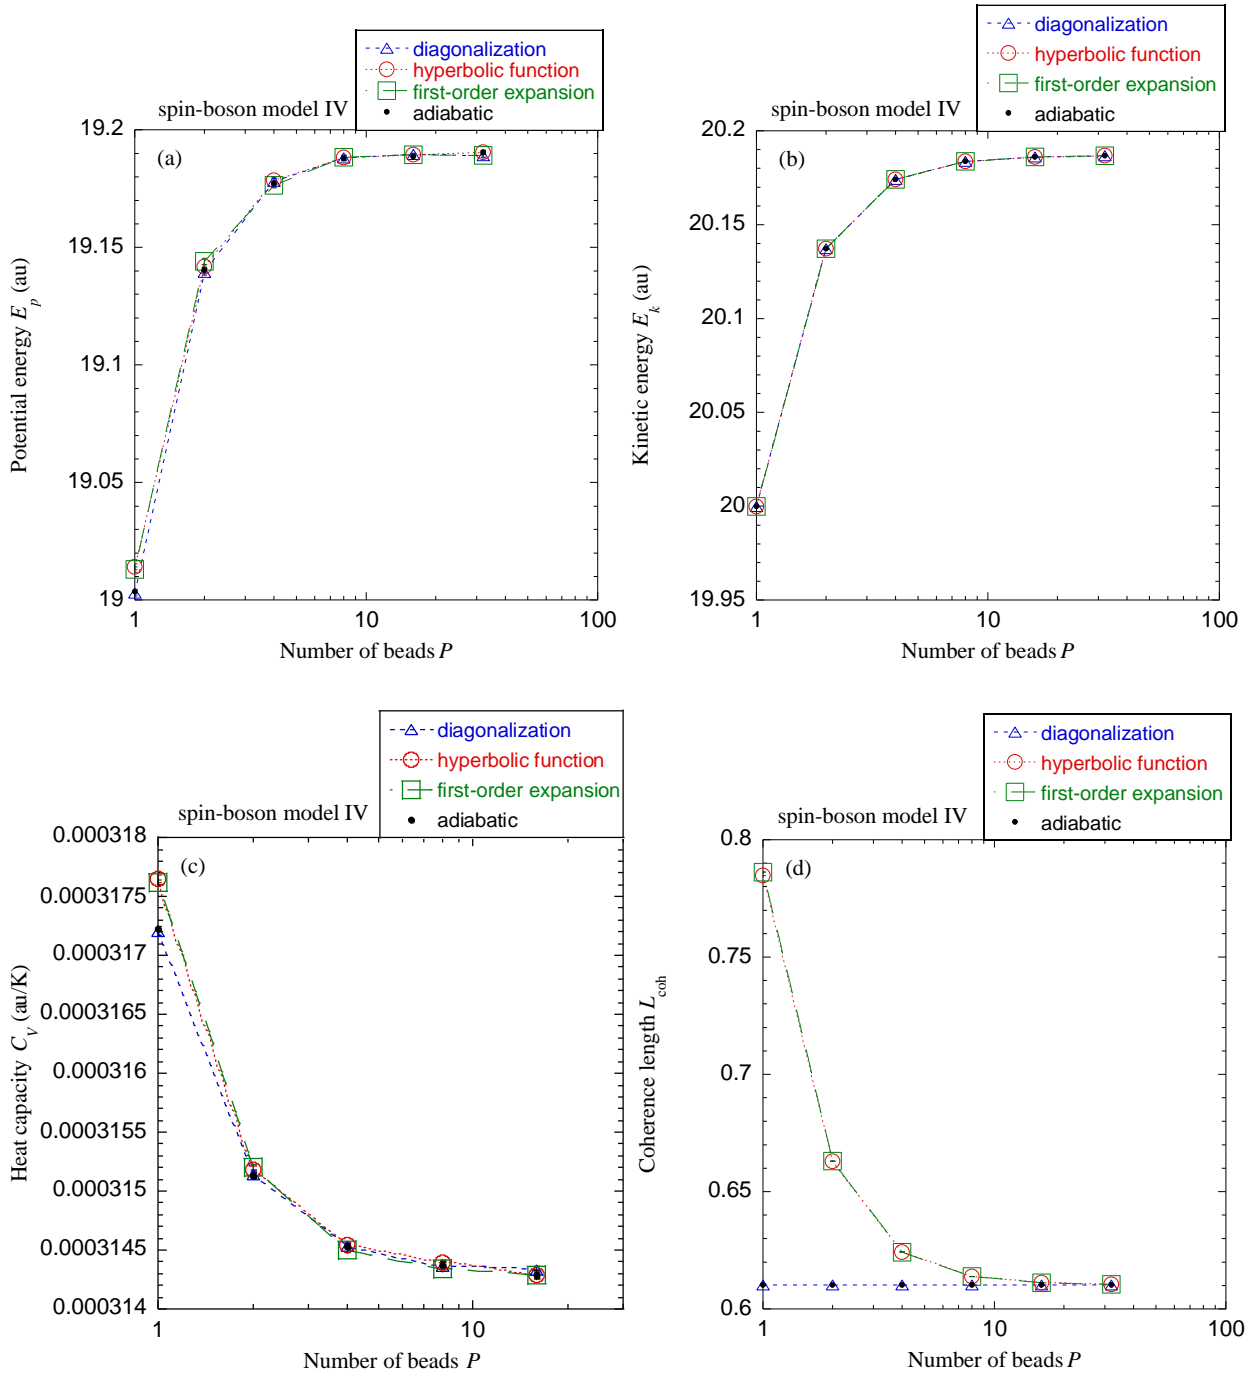 diagonalization
hyperbolic function
first-order expansion
adiabatic
spin-boson model IV
(a)
19.2
19.15
19.1
19.05
19
1
10
100
Potential energy E_p (au)
Number of beads P
diagonalization
hyperbolic function
first-order expansion
adiabatic
spin-boson model IV
(b)
20.2
20.15
20.1
20.05
20
19.95
1
10
100
Kinetic energy E_k (au)
Number of beads P
diagonalization
hyperbolic function
first-order expansion
adiabatic
spin-boson model IV
(c)
0.000318
0.0003175
0.000317
0.0003165
0.000316
0.0003155
0.000315
0.0003145
0.000314
1
10
Heat capacity C_V (au/K)
Number of beads P
diagonalization
hyperbolic function
first-order expansion
adiabatic
spin-boson model IV
(d)
0.8
0.75
0.7
0.65
0.6
1
10
100
Coherence length L_coh
Number of beads P